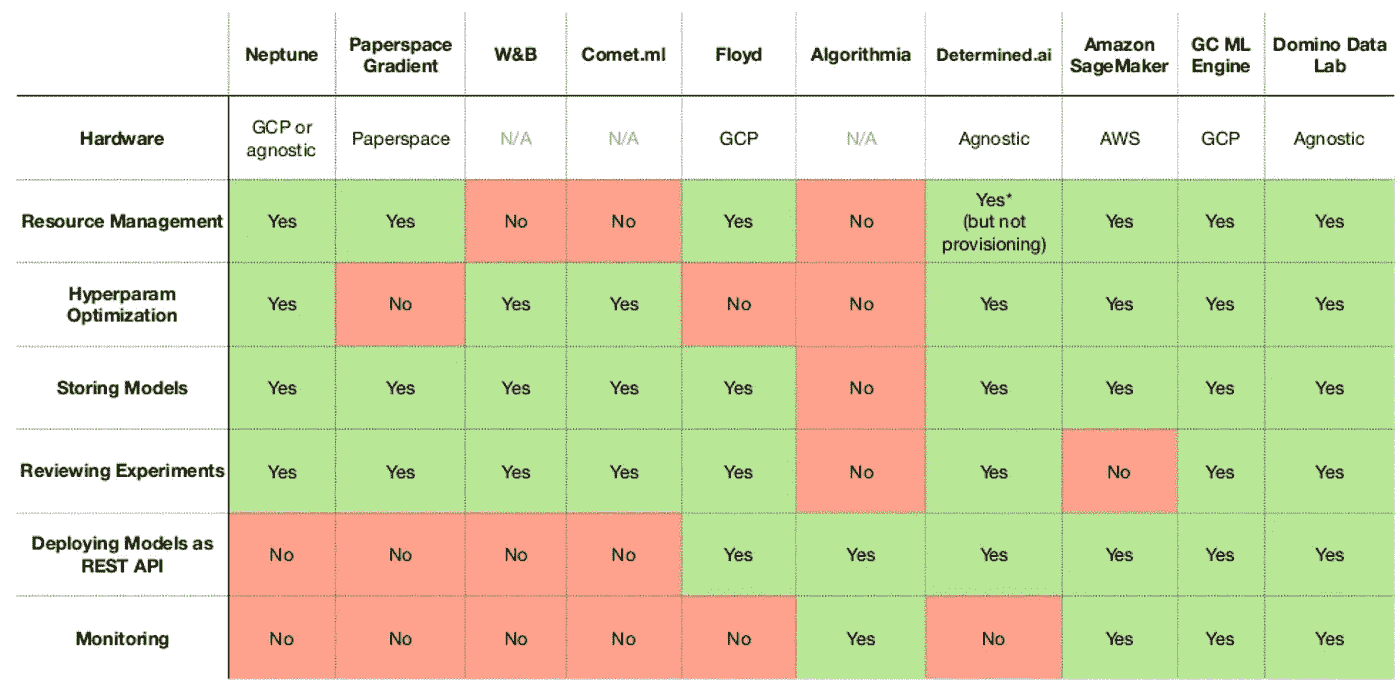 Neptune Paperspace Gradient W&B Comet.ml Floyd Algorithmia Determined.ai Amazon SageMaker GC ML Engine Domino Data Lab
Hardware GCP or agnostic Paperspace N/A N/A GCP N/A Agnostic AWS GCP Agnostic
Resource Management Yes Yes No No Yes No Yes* (but not provisioning) Yes Yes Yes
Hyperparam Optimization Yes No Yes Yes No No Yes Yes Yes Yes
Storing Models Yes Yes Yes Yes Yes No Yes Yes Yes Yes
Reviewing Experiments Yes Yes Yes Yes Yes No Yes No Yes Yes
Deploying Models as REST API No No No No Yes Yes Yes Yes Yes Yes
Monitoring No No No No No Yes No Yes Yes Yes